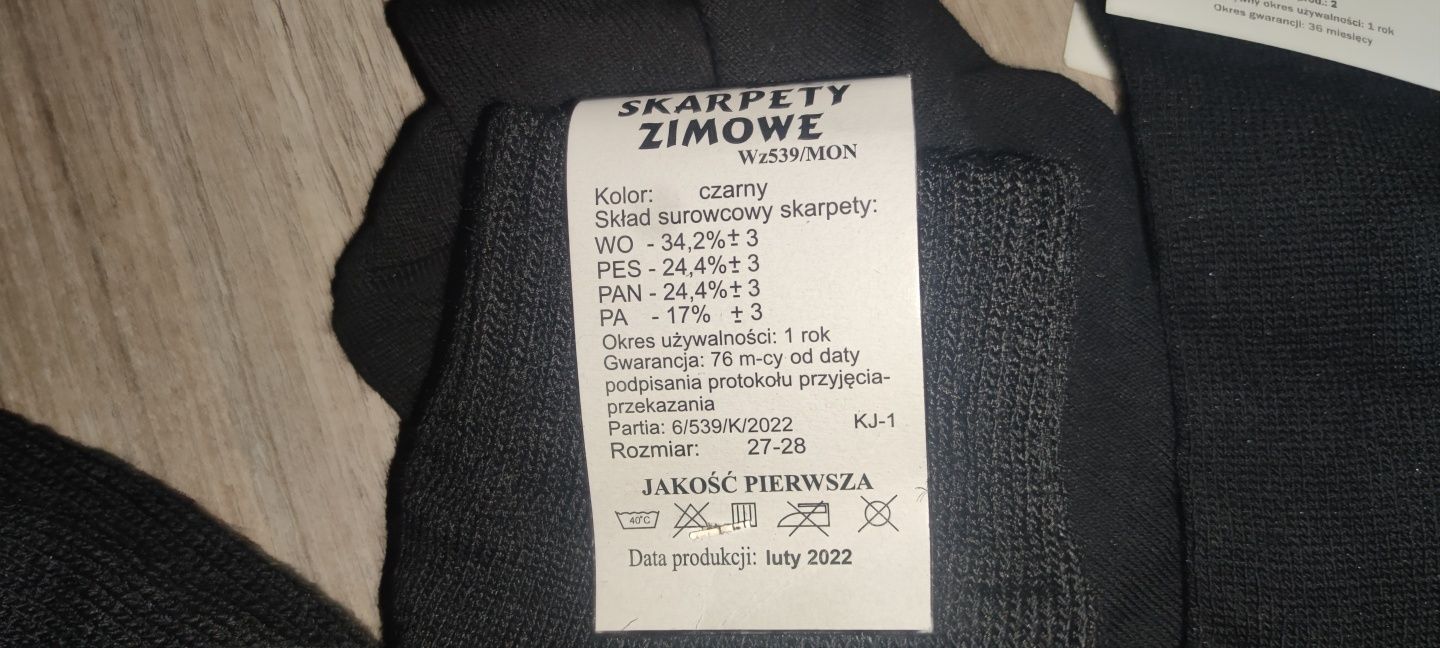 SKARPETY
ZIMOWE
Wz539/MON
Kolor: czarny
Skład surowcowy skarpety:
WO - 34,2% ± 3
PES - 24,4% ± 3
PAN - 24,4% ± 3
PA - 17% ± 3
Okres używalności: 1 rok
Gwarancja: 76 m-cy od daty
podpisania protokołu przyjęcia-
przekazania
Partia: 6/539/K/2022 KJ-1
Rozmiar: 27-28
JAKOŚĆ PIERWSZA
40°C
Data produkcji: luty 2022
2
okres używalności: 1 rok
Okres gwarancji: 36 miesięcy